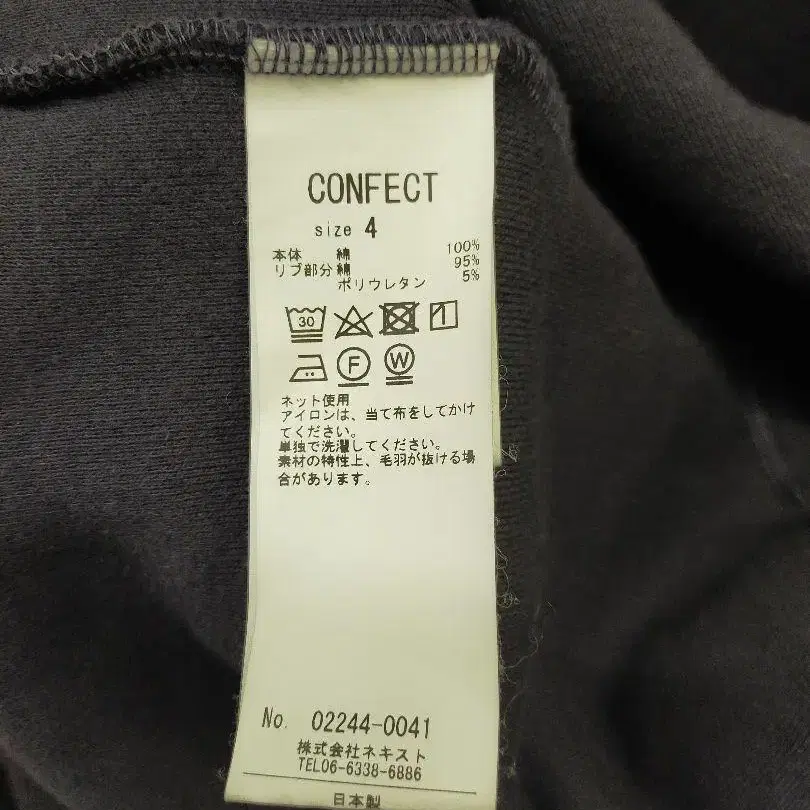 CONFECT
size 4
本体 綿 100%
リブ部分 綿 95%
ポリウレタン 5%
30
F W
ネット使用
アイロンは、当て布をしてかけ
てください。
単独で洗濯してください。
素材の特性上、毛羽が抜ける場
合があります。
No. 02244-0041
株式会社ネキスト
TEL06-6338-6886
日本製